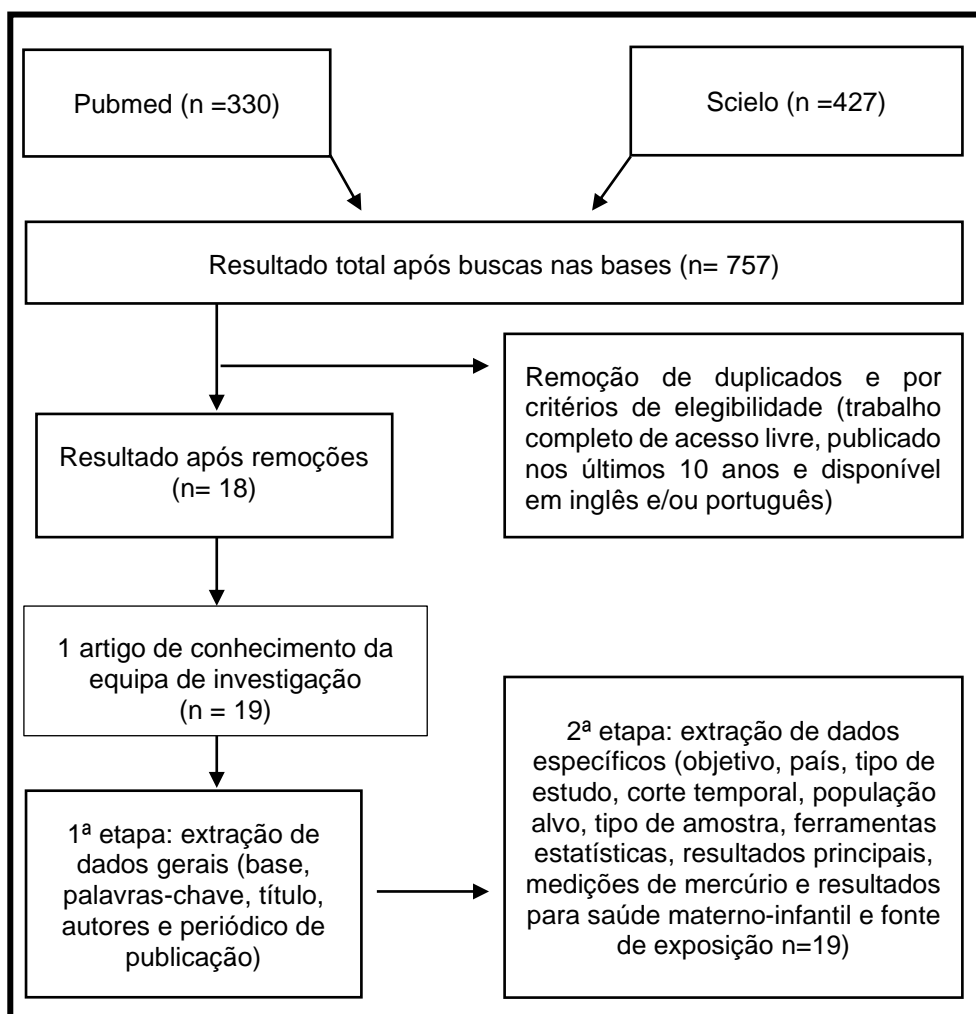 Pubmed (n =330)
Scielo (n =427)
Resultado total após buscas nas bases (n= 757)
Remoção de duplicados e por
critérios de elegibilidade (trabalho
completo de acesso livre, publicado
nos últimos 10 anos e disponível
em inglês e/ou português)
Resultado após remoções
(n= 18)
1 artigo de conhecimento da
equipa de investigação
(n = 19)
1ª etapa: extração de
dados gerais (base,
palavras-chave, título,
autores e periódico de
publicação)
2ª etapa: extração de dados
específicos (objetivo, país, tipo de
estudo, corte temporal, população
alvo, tipo de amostra, ferramentas
estatísticas, resultados principais,
medições de mercúrio e resultados
para saúde materno-infantil e fonte
de exposição n=19)